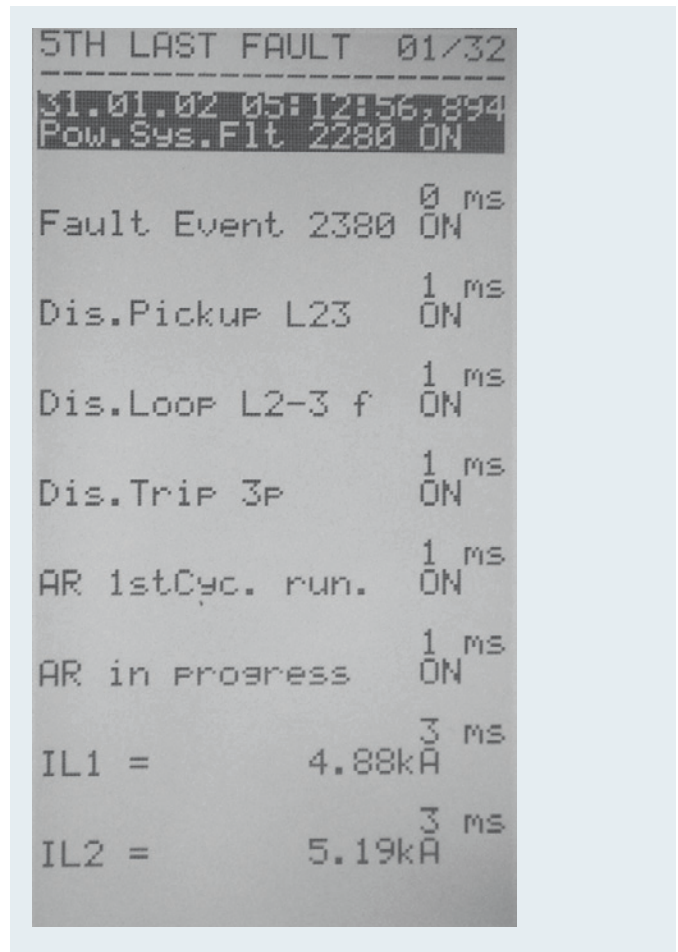 5TH LAST FAULT 01/32
31.01.02 05:12:56,894
Pow.Sys.Flt 2280 ON
0 ms
Fault Event 2380 ON
1 ms
Dis.Pickup L23 ON
1 ms
Dis.Loop L2-3 f ON
1 ms
Dis.Trip 3p ON
1 ms
AR 1stCyc. run. ON
1 ms
AR in progress ON
3 ms
IL1 = 4.88kA
3 ms
IL2 = 5.19kA